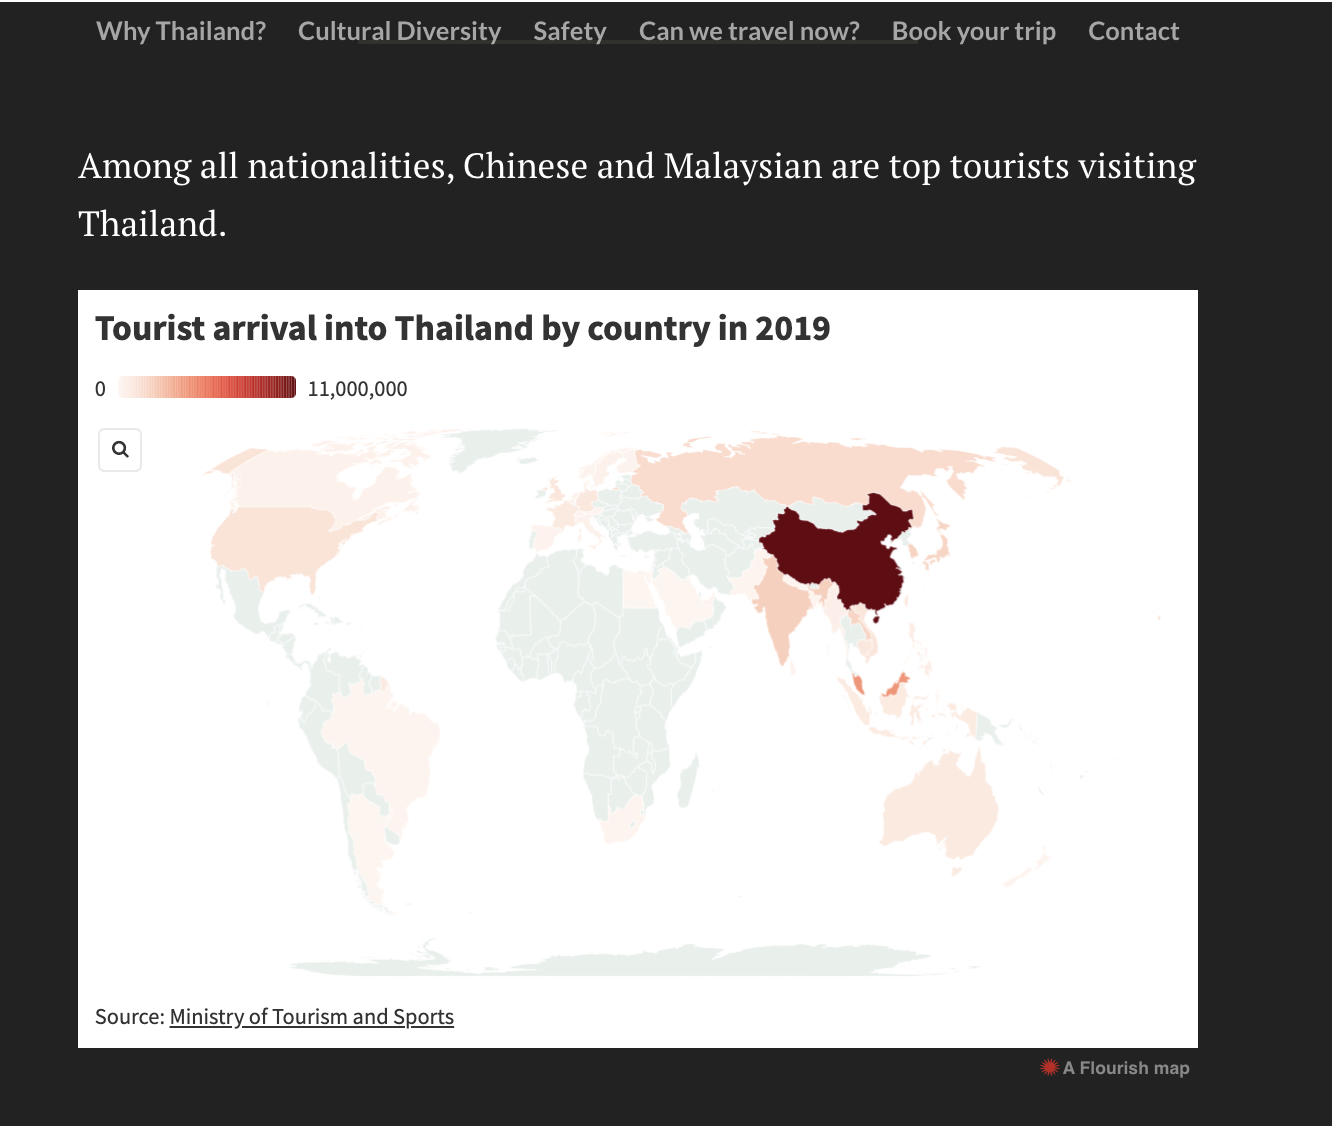 Why Thailand? Cultural Diversity Safety Can we travel now? Book your trip Contact
Among all nationalities, Chinese and Malaysian are top tourists visiting
Thailand.
Tourist arrival into Thailand by country in 2019
0 11,000,000
Source: Ministry of Tourism and Sports
A Flourish map